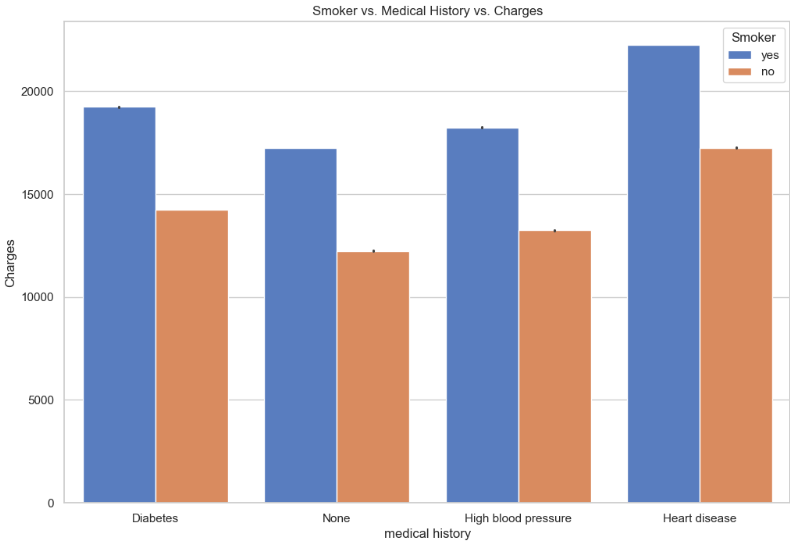 Smoker vs. Medical History vs. Charges
Smoker
yes
no
20000
15000
10000
5000
0
Charges
Diabetes
None
High blood pressure
Heart disease
medical history